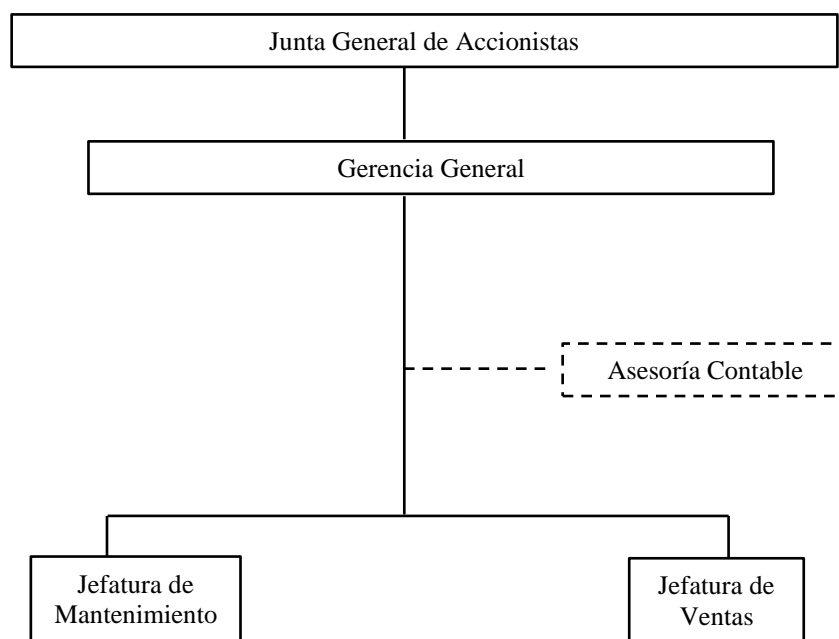 Junta General de Accionistas
Gerencia General
Asesoría Contable
Jefatura de
Mantenimiento
Jefatura de
Ventas